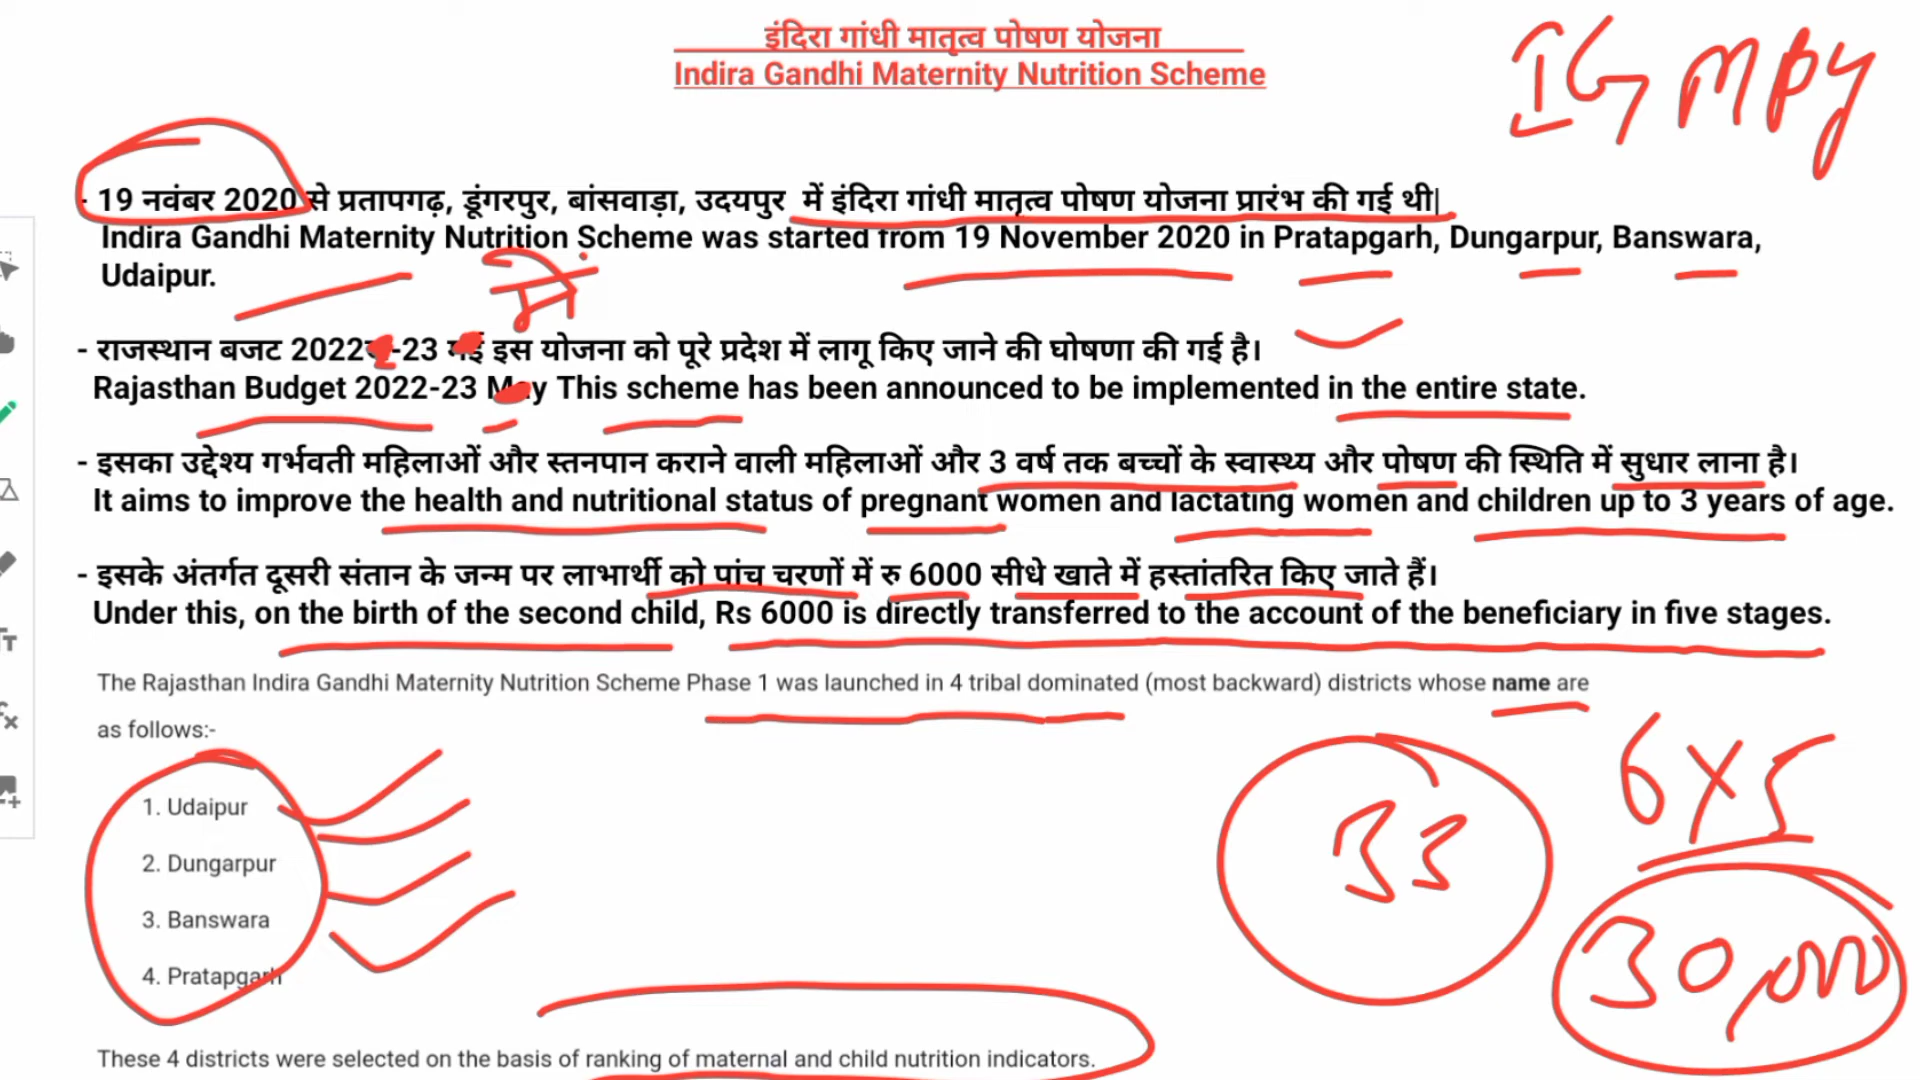 इंदिरा गांधी मातृत्व पोषण योजना
Indira Gandhi Maternity Nutrition Scheme
IGMPY
- 19 नवंबर 2020 से प्रतापगढ़, डूंगरपुर, बांसवाड़ा, उदयपुर में इंदिरा गांधी मातृत्व पोषण योजना प्रारंभ की गई थी|
Indira Gandhi Maternity Nutrition Scheme was started from 19 November 2020 in Pratapgarh, Dungarpur, Banswara,
Udaipur.
में
- राजस्थान बजट 2022-23 मई इस योजना को पूरे प्रदेश में लागू किए जाने की घोषणा की गई है।
Rajasthan Budget 2022-23 May This scheme has been announced to be implemented in the entire state.
- इसका उद्देश्य गर्भवती महिलाओं और स्तनपान कराने वाली महिलाओं और 3 वर्ष तक बच्चों के स्वास्थ्य और पोषण की स्थिति में सुधार लाना है।
It aims to improve the health and nutritional status of pregnant women and lactating women and children up to 3 years of age.
- इसके अंतर्गत दूसरी संतान के जन्म पर लाभार्थी को पांच चरणों में रु 6000 सीधे खाते में हस्तांतरित किए जाते हैं।
Under this, on the birth of the second child, Rs 6000 is directly transferred to the account of the beneficiary in five stages.
The Rajasthan Indira Gandhi Maternity Nutrition Scheme Phase 1 was launched in 4 tribal dominated (most backward) districts whose name are
as follows:-
1. Udaipur
2. Dungarpur
3. Banswara
4. Pratapgarh
33
6×5
30,000
These 4 districts were selected on the basis of ranking of maternal and child nutrition indicators.